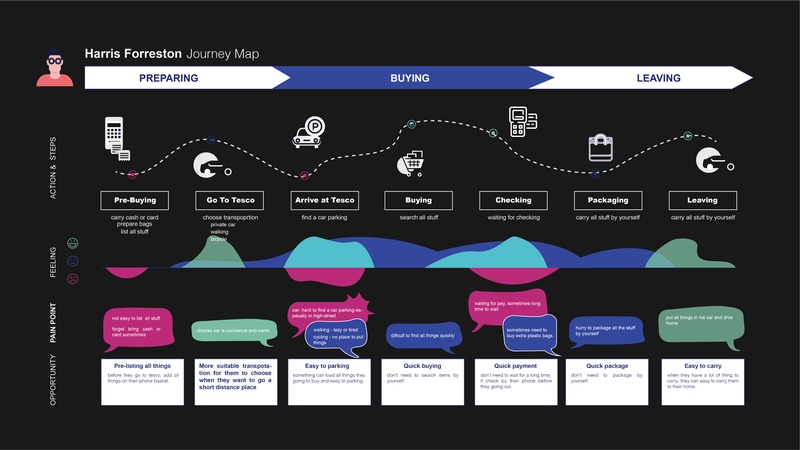 Harris Forreston Journey Map
PREPARING
BUYING
LEAVING
ACTION & STEPS
P
Pre-Buying
carry cash or card
prepare bags
list all stuff
Go To Tesco
choose transpoprtion
private car
walking
bicycle
Arrive at Tesco
find a car parking
Buying
search all stuff
Checking
waiting for checking
Packaging
carry all stuff by yourself
Leaving
carry all stuff by yourself
FEELING
PAIN POINT
not easy to list all stuff
forget bring cash or
card sometimes
choose car is convience and warm
car- hard to find a car parking-es-
pecally in high-street
walking - lazy or tired.
cycling - no place to put
things
difficult to find all things quickly
waiting for pay, sometimes long
time to wait
sometimes need to
buy extra plastic bags
hurry to package all the stuff
by yourself
put all things in his car and drive
home
OPPORTUNITY
Pre-listing all things
before they go to tesco, add all
things on their phone basket.
More suitable transpota-
tion for them to choose
when they want to go a
short distance place
Easy to parking
something can load all things they
going to buy and easy to parking.
Quick buying
don't need to search items by
yourself.
Quick payment
don't need to wait for a long time,
if check by ther phone before
they going out.
Quick package
don't need to package by
yourself.
Easy to carry
when they have a lot of thing to
carry, they can easy to carry them
to their home